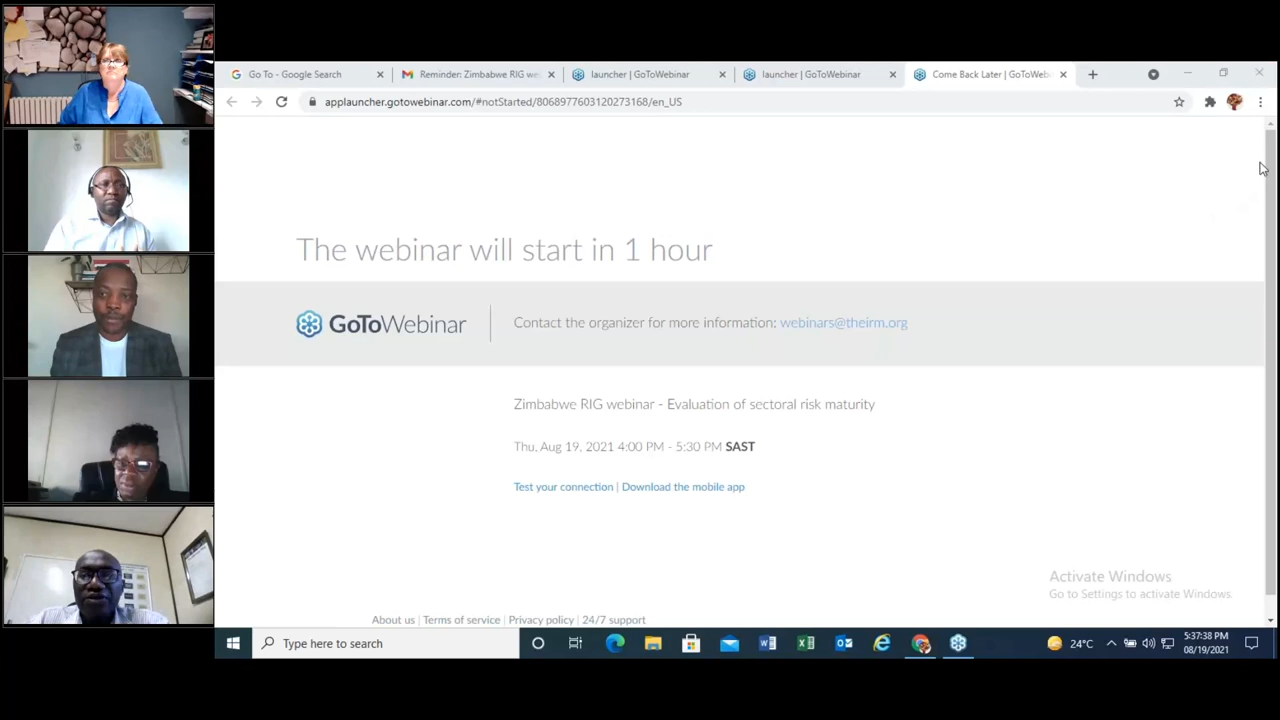 Go To - Google Search
Reminder: Zimbabwe RIG we
launcher | GoToWebinar
launcher | GoToWebinar
Come Back Later | GoToWeb
applauncher.gotowebinar.com/#notStarted/8068977603120273168/en_US
The webinar will start in 1 hour
GoToWebinar
Contact the organizer for more information: webinars@theirm.org
Zimbabwe RIG webinar - Evaluation of sectoral risk maturity
Thu, Aug 19, 2021 4:00 PM - 5:30 PM SAST
Test your connection | Download the mobile app
Activate Windows
Go to Settings to activate Windows.
About us | Terms of service | Privacy policy | 24/7 support
Type here to search
24°C
5:37:38 PM
08/19/2021